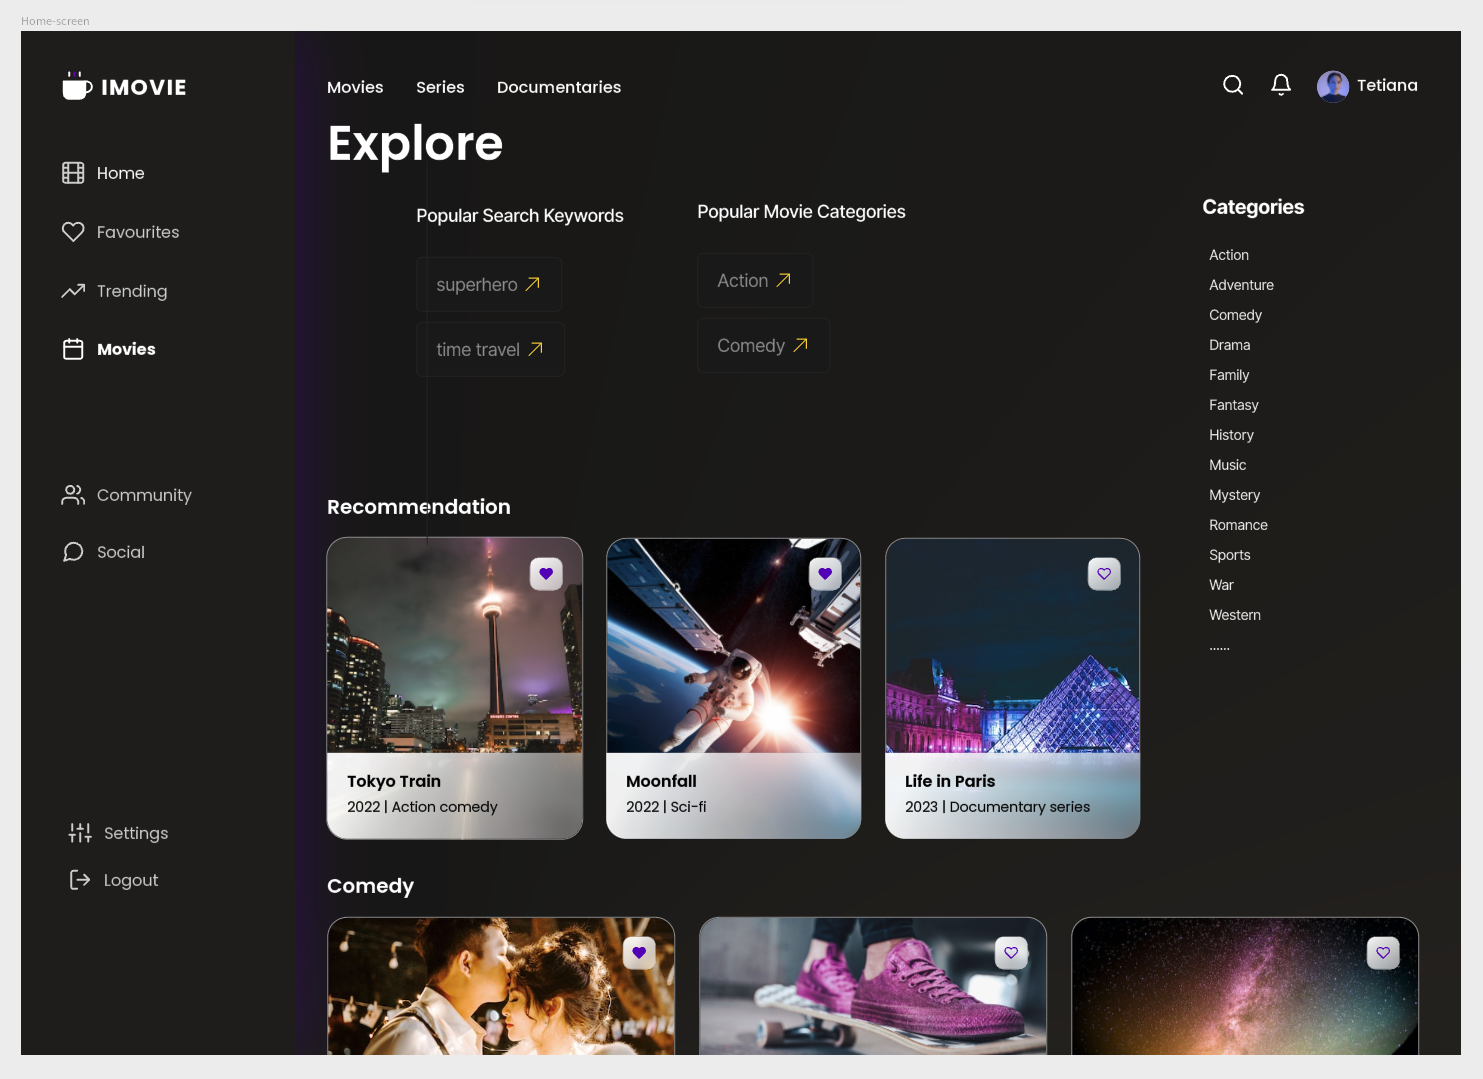 Home-screen
IMOVIE
Home
Favourites
Trending
Movies
Community
Social
Settings
Logout
Movies
Series
Documentaries
Tetiana
Explore
Popular Search Keywords
superhero
time travel
Popular Movie Categories
Action
Comedy
Categories
Action
Adventure
Comedy
Drama
Family
Fantasy
History
Music
Mystery
Romance
Sports
War
Western
......
Recommendation
Tokyo Train
2022 | Action comedy
Moonfall
2022 | Sci-fi
Life in Paris
2023 | Documentary series
Comedy